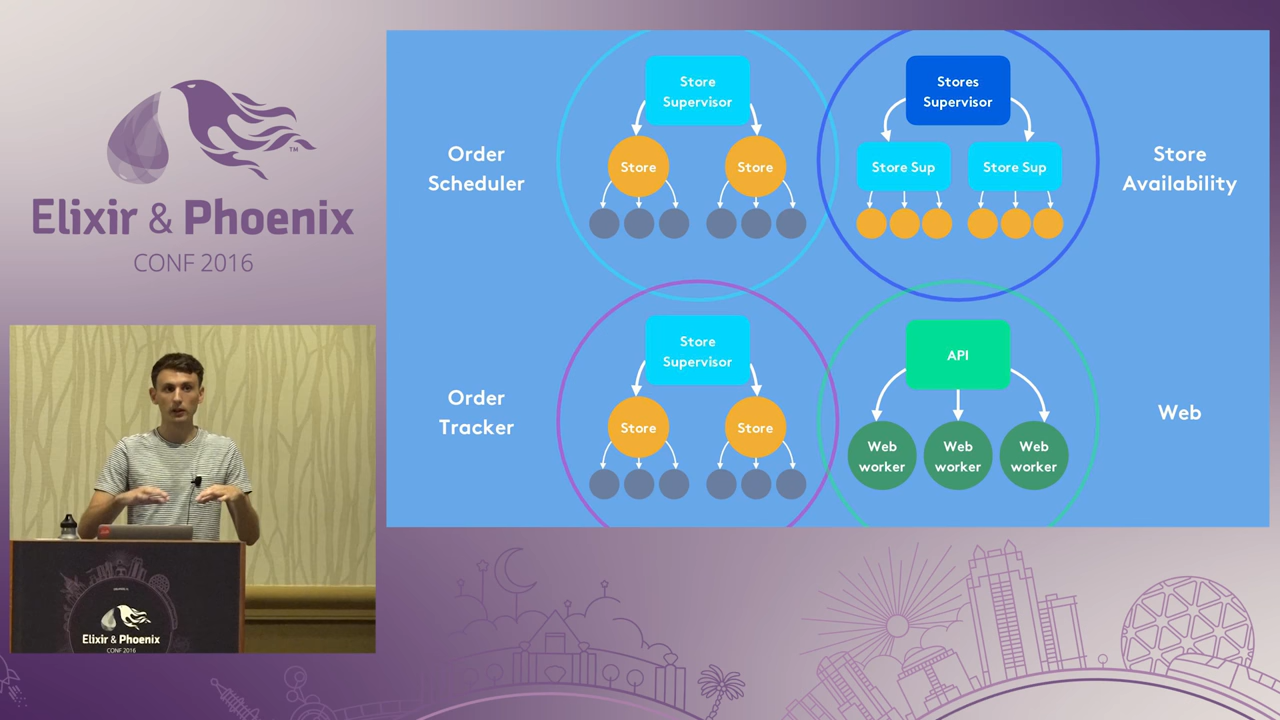 Elixir & Phoenix
CONF 2016
TM
Order
Scheduler
Store
Supervisor
Store
Store
Stores
Supervisor
Store Sup
Store Sup
Store
Availability
Order
Tracker
Store
Supervisor
Store
Store
API
Web
worker
Web
worker
Web
worker
Web
Elixir & Phoenix
CONF 2016